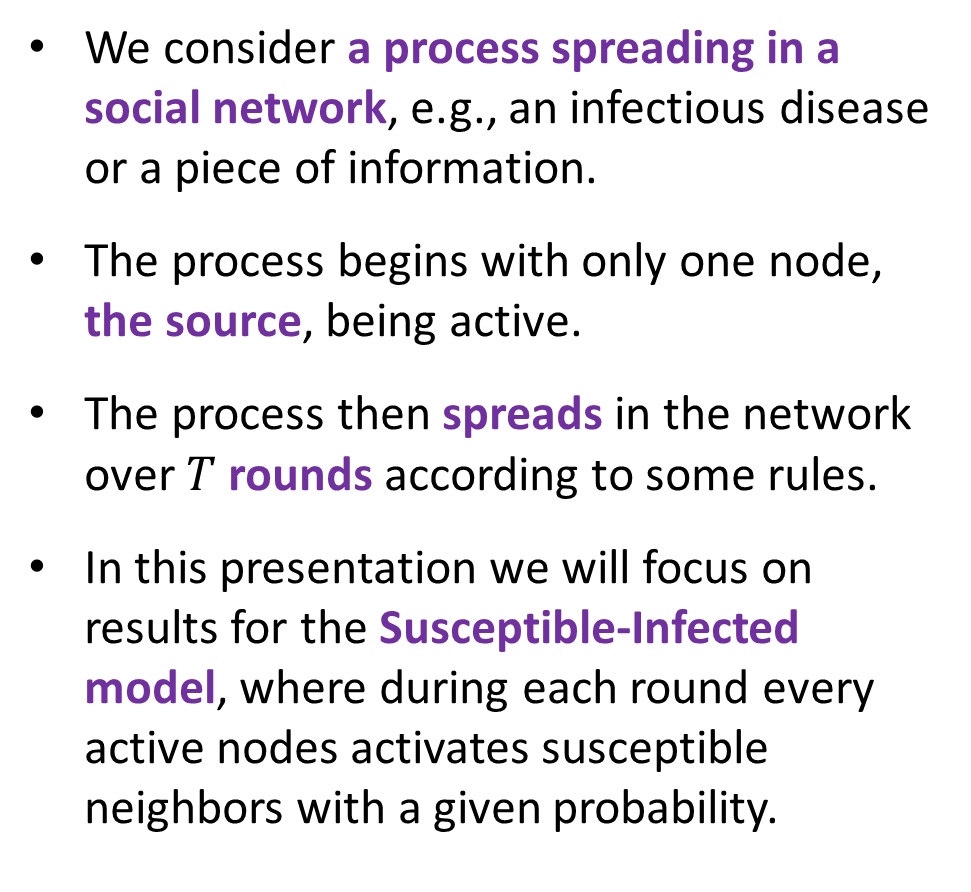 • We consider a process spreading in a
social network, e.g., an infectious disease
or a piece of information.
• The process begins with only one node,
the source, being active.
• The process then spreads in the network
over T rounds according to some rules.
• In this presentation we will focus on
results for the Susceptible-Infected
model, where during each round every
active nodes activates susceptible
neighbors with a given probability.